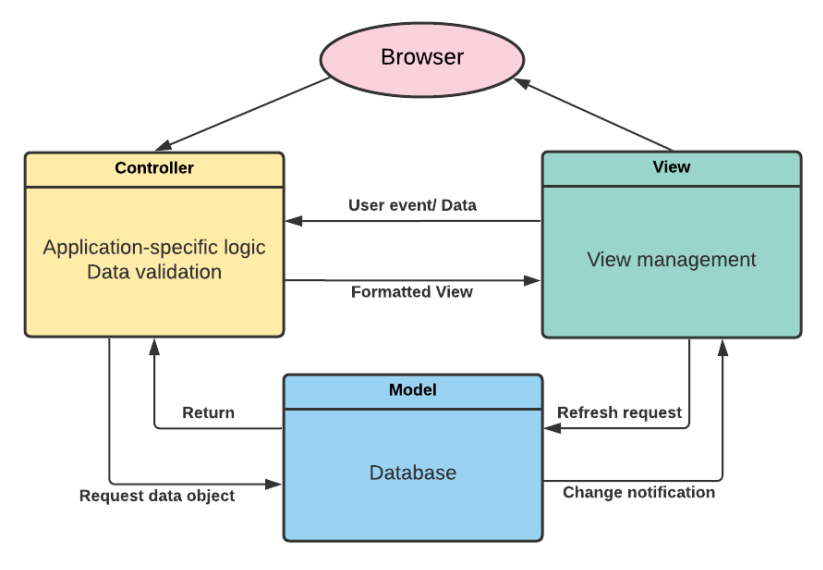 Browser
Controller
View
User event/ Data
Application-specific logic
Data validation
View management
Formatted View
Model
Return
Refresh request
Database
Request data object
Change notification